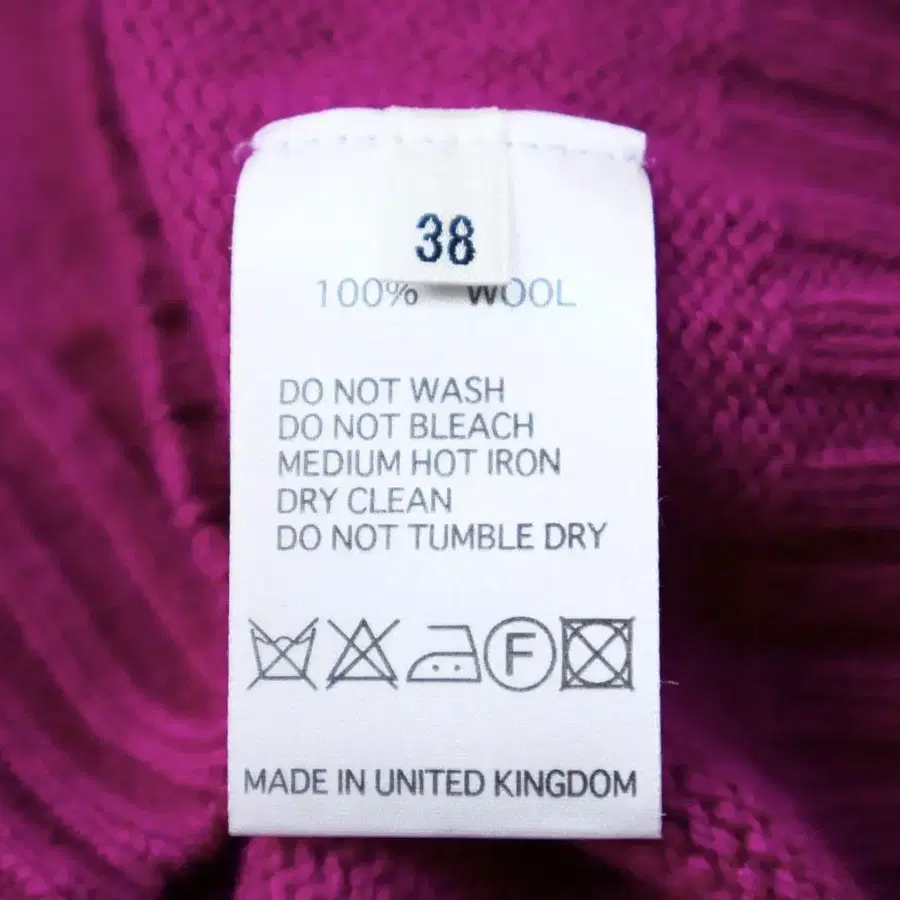 38
100% WOOL
DO NOT WASH
DO NOT BLEACH
MEDIUM HOT IRON
DRY CLEAN
DO NOT TUMBLE DRY
F
MADE IN UNITED KINGDOM